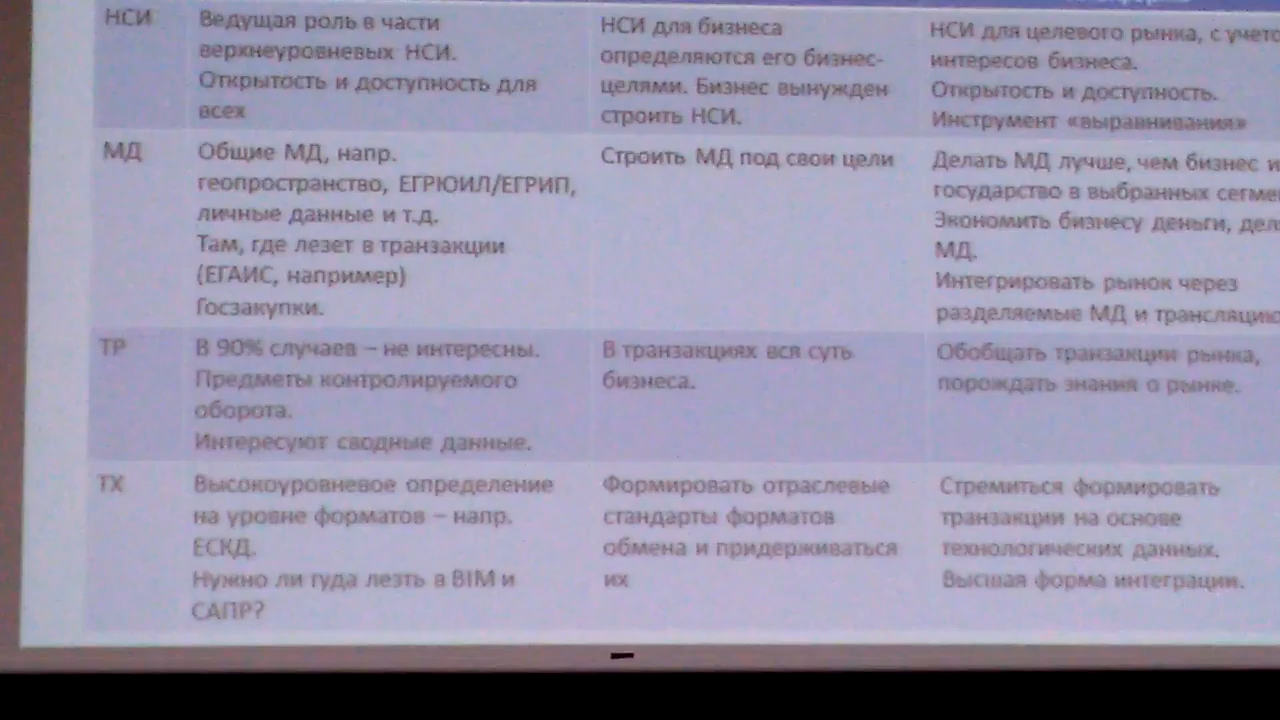 НСИ
Ведущая роль в части
верхнеуровневых НСИ.
Открытость и доступность для
всех
НСИ для бизнеса
определяются его бизнес-
целями. Бизнес вынужден
строить НСИ.
НСИ для целевого рынка, с учето
интересов бизнеса.
Открытость и доступность.
Инструмент «выравнивания»
МД
Общие МД, напр.
геопространство, ЕГРЮИЛ/ЕГРИП,
личные данные и т.д.
Там, где лезет в транзакции
(ЕГАИС, например)
Госзакупки.
Строить МД под свои цели
Делать МД лучше, чем бизнес и
государство в выбранных сегме
Экономить бизнесу деньги, дел
МД.
Интегрировать рынок через
разделяемые МД и трансляцию
ТР
В 90% случаев – не интересны.
Предметы контролируемого
оборота.
Интересуют сводные данные.
В транзакциях вся суть
бизнеса.
Обобщать транзакции рынка,
порождать знания о рынке.
ТХ
Высокоуровневое определение
на уровне форматов – напр.
ЕСКД.
Нужно ли туда лезть в BIM и
САПР?
Формировать отраслевые
стандарты форматов
обмена и придерживаться
их
Стремиться формировать
транзакции на основе
технологических данных.
Высшая форма интеграции.